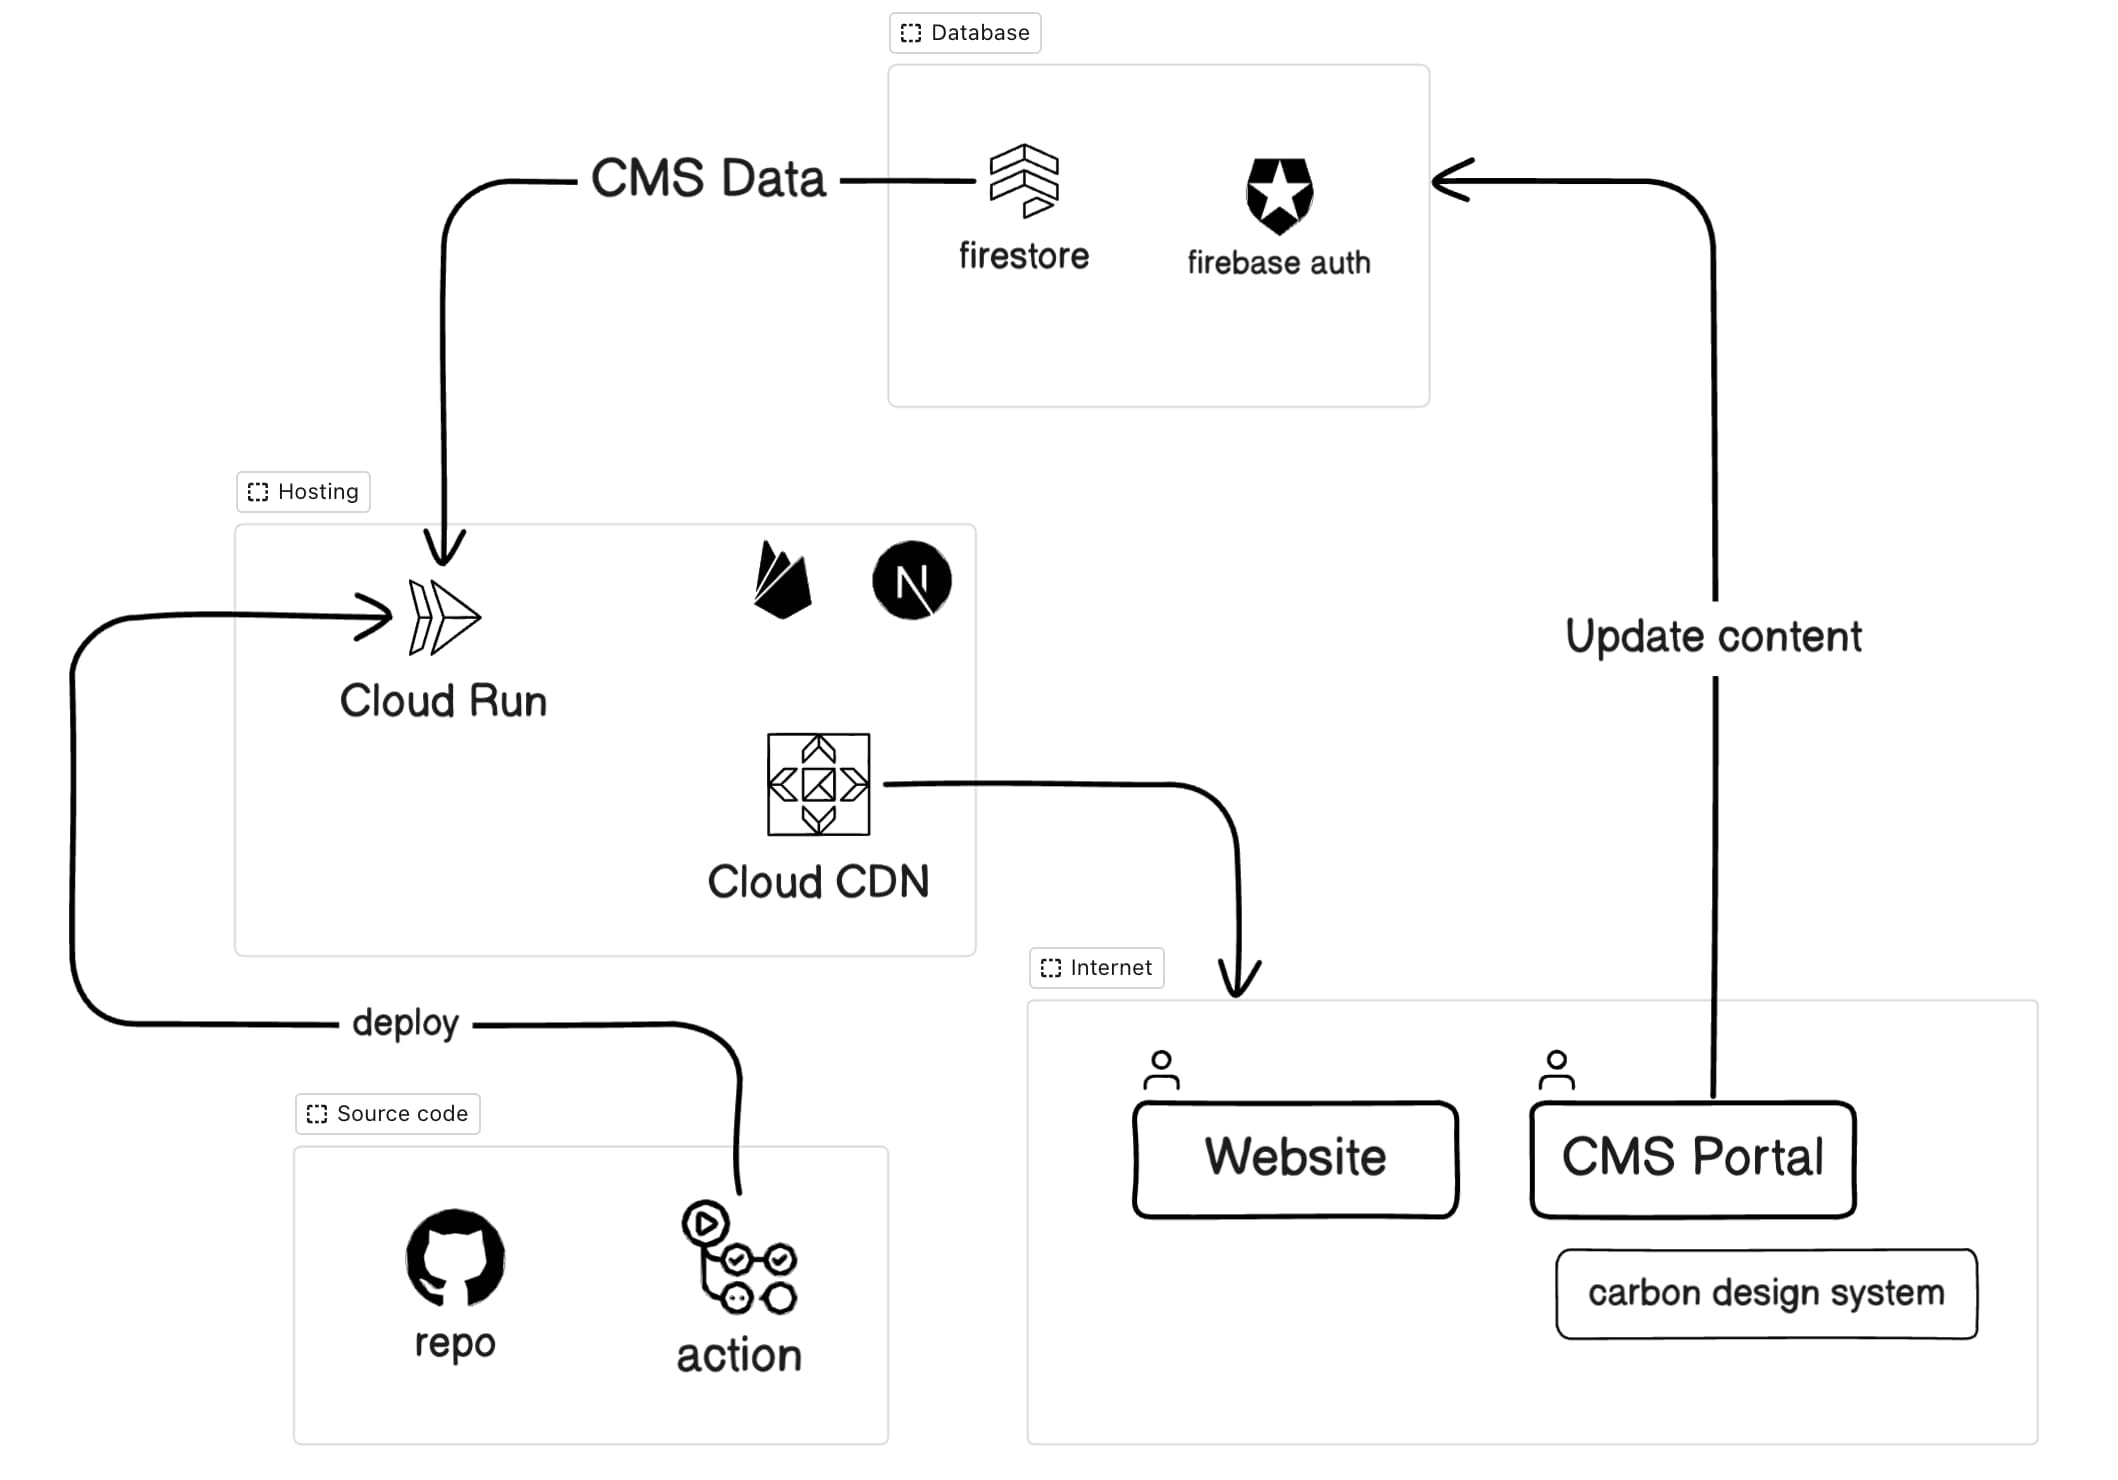 Database
CMS Data
firestore
firebase auth
Hosting
Cloud Run
N
Cloud CDN
Update content
Internet
deploy
Source code
Website
CMS Portal
carbon design system
repo
action